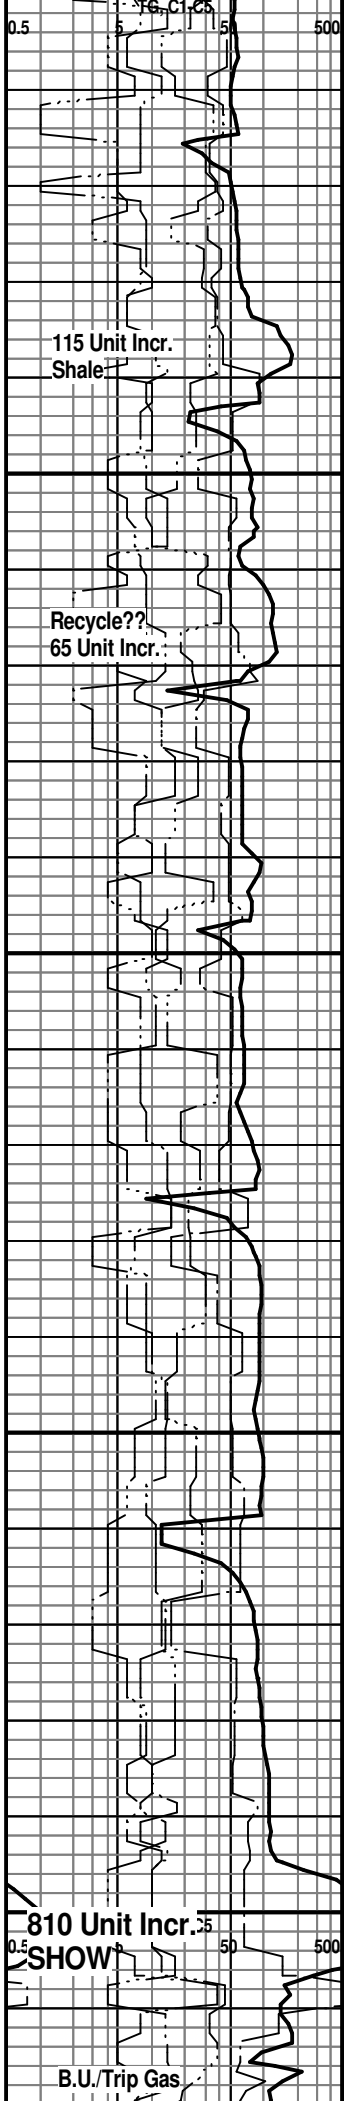 TG, C1-C5
0.5 5 50 500
115 Unit Incr.
Shale
Recycle??
65 Unit Incr.
810 Unit Incr.
0.5 5 50 500
SHOW
B.U./Trip Gas